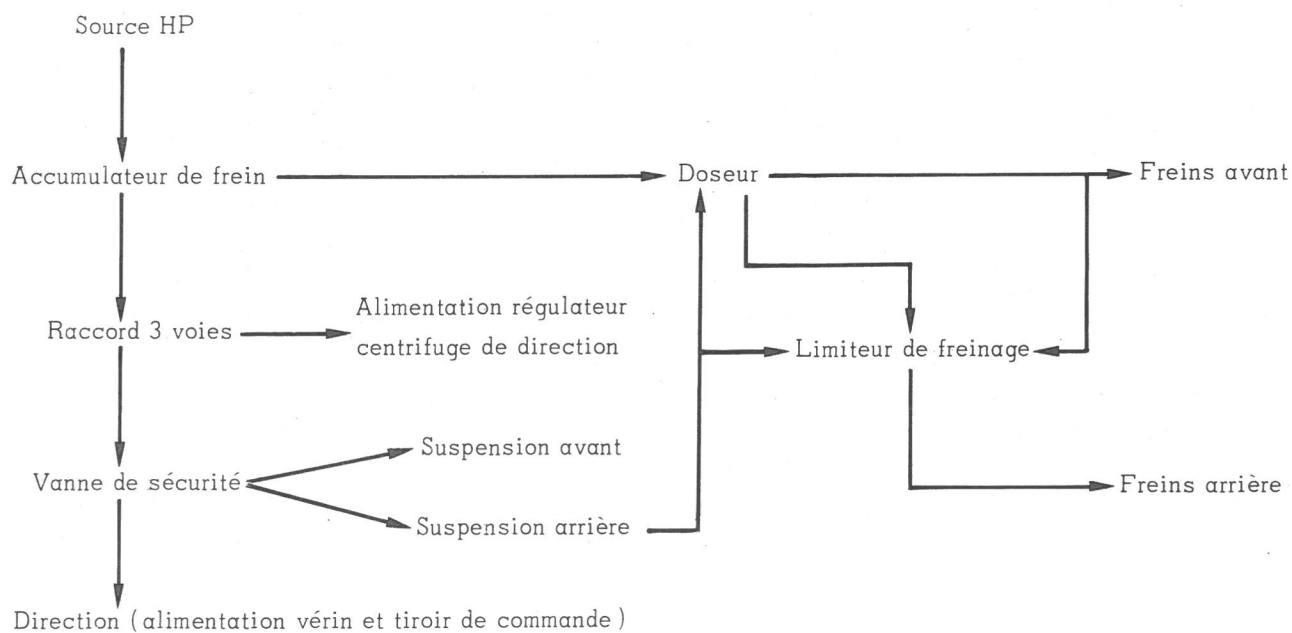 Source HP
Accumulateur de frein
Doseur
Freins avant
Raccord 3 voies
Alimentation régulateur
centrifuge de direction
Limiteur de freinage
Vanne de sécurité
Suspension avant
Suspension arrière
Freins arrière
Direction ( alimentation vérin et tiroir de commande )